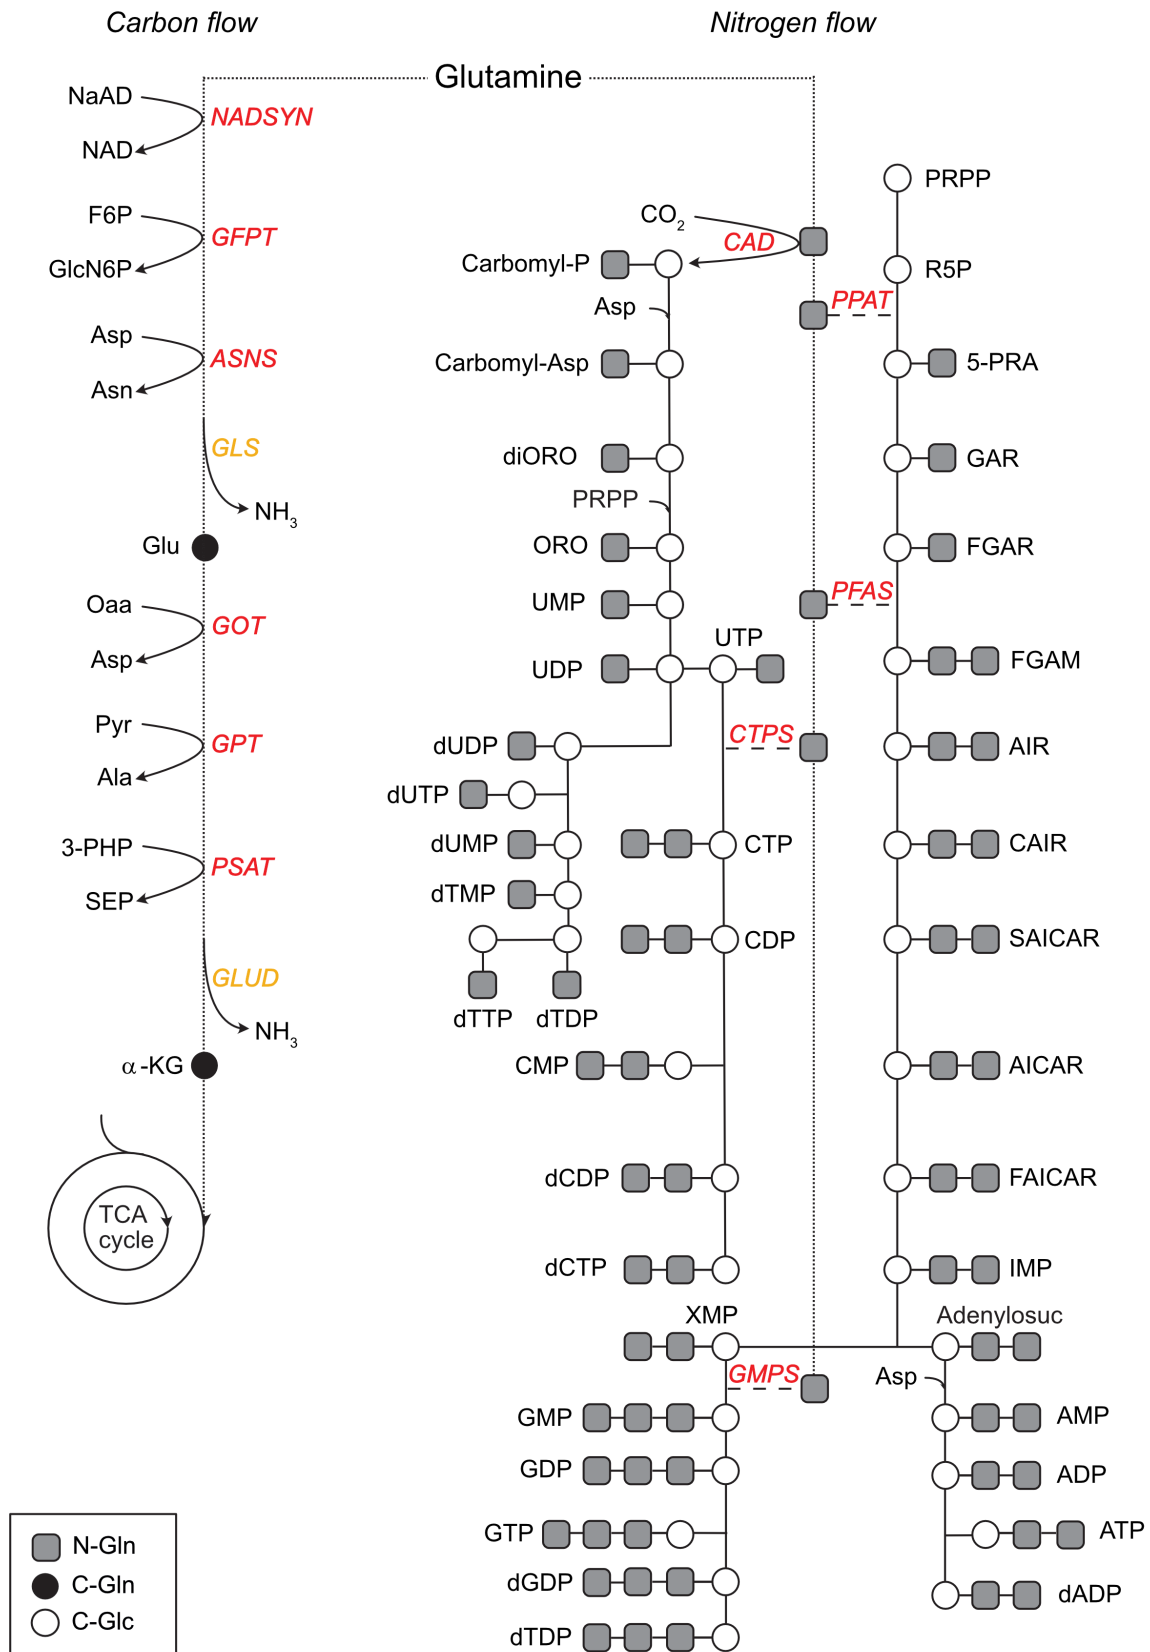 Carbon flow
Nitrogen flow
Glutamine
NaAD
NADSYN
NAD
F6P
GFPT
GlcN6P
Asp
ASNS
Asn
GLS
NH3
Glu
Oaa
GOT
Asp
Pyr
GPT
Ala
3-PHP
PSAT
SEP
GLUD
NH3
α-KG
TCA
cycle
CO2
CAD
Carbomyl-P
Asp
Carbomyl-Asp
diORO
PRPP
ORO
UMP
UTP
UDP
CTPS
dUDP
dUTP
dUMP
dTMP
dTTP
dTDP
CTP
CDP
CMP
dCDP
dCTP
PRPP
R5P
PPAT
5-PRA
GAR
FGAR
PFAS
FGAM
AIR
CAIR
SAICAR
AICAR
FAICAR
IMP
XMP
Adenylosuc
GMPS
Asp
GMP
GDP
GTP
dGDP
dTDP
AMP
ADP
ATP
dADP
N-Gln
C-Gln
C-Glc